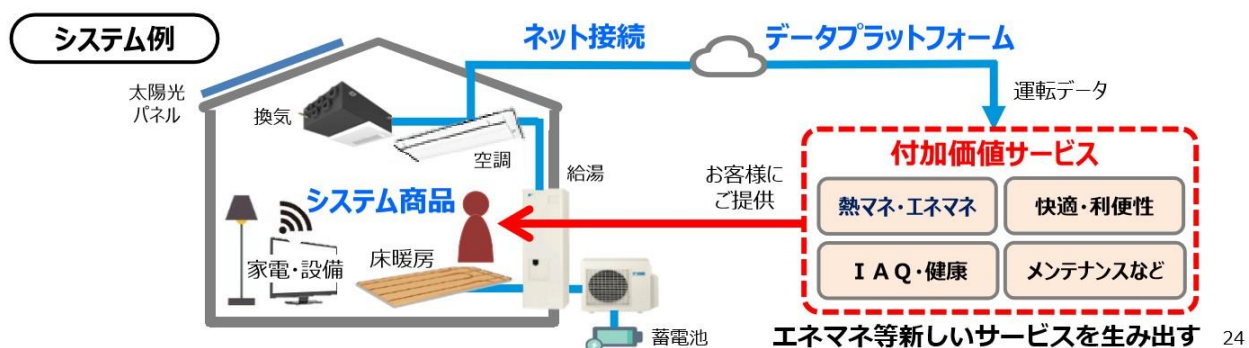 システム例
ネット接続
データプラットフォーム
太陽光
パネル
換気
空調
給湯
運転データ
システム商品
家電・設備
床暖房
蓄電池
お客様に
ご提供
付加価値サービス
熱マネ・エネマネ
快適・利便性
IAQ・健康
メンテナンスなど
エネマネ等新しいサービスを生み出す
24